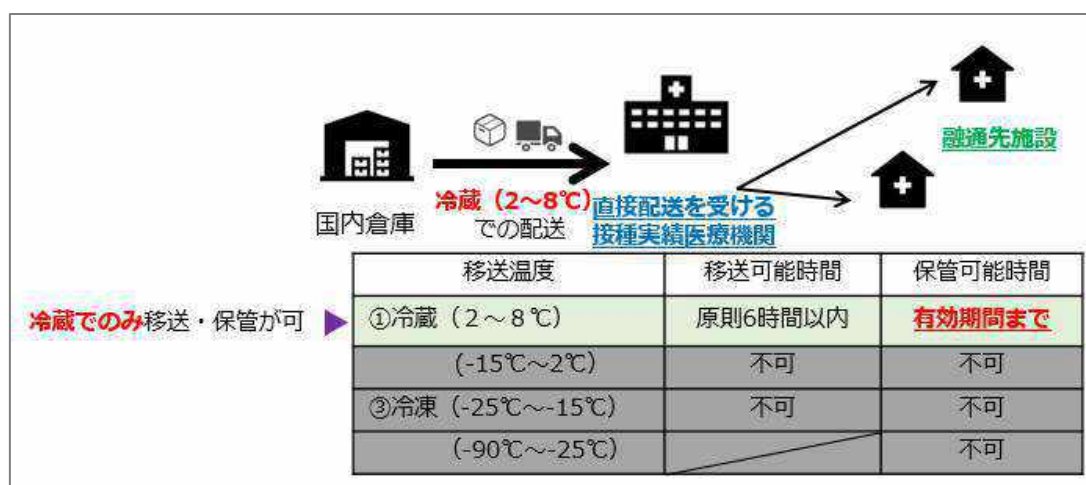 融通先施設
国内倉庫
冷蔵（2～8℃）
での配送
直接配送を受ける
接種実績医療機関
移送温度 移送可能時間 保管可能時間
冷蔵でのみ移送・保管が可 ①冷蔵（2～8℃） 原則6時間以内 有効期間まで
(-15℃～2℃) 不可 不可
③冷凍（-25℃～-15℃） 不可 不可
(-90℃～-25℃) 不可